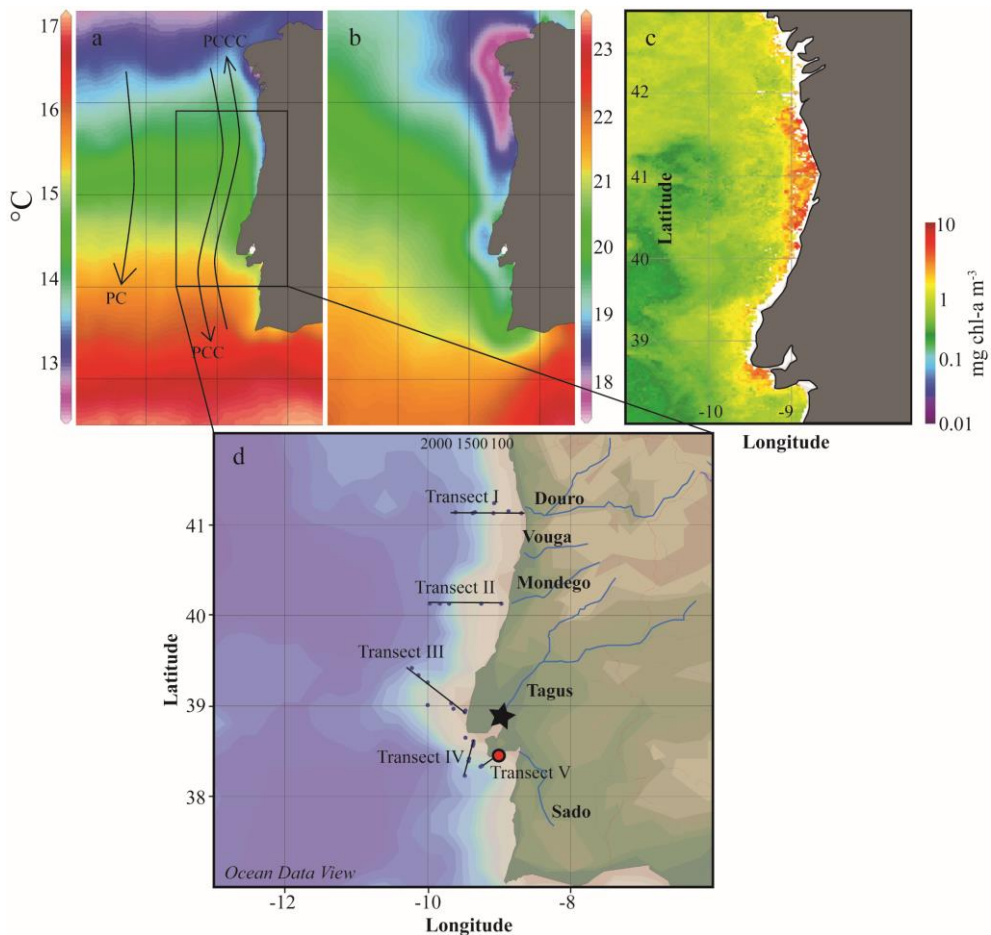 17
16
15
14
13
°C
a
PCCC
PC
PCC
b
23
22
21
20
19
18
c
42
41
40
39
-10
-9
Latitude
Longitude
10
1
0.1
0.01
mg chl-a m⁻³
d
2000 1500 100
Transect I
Douro
Vouga
Transect II
Mondego
Transect III
Tagus
Transect IV
Transect V
Sado
41
40
39
38
Latitude
Ocean Data View
-12
-10
-8
Longitude